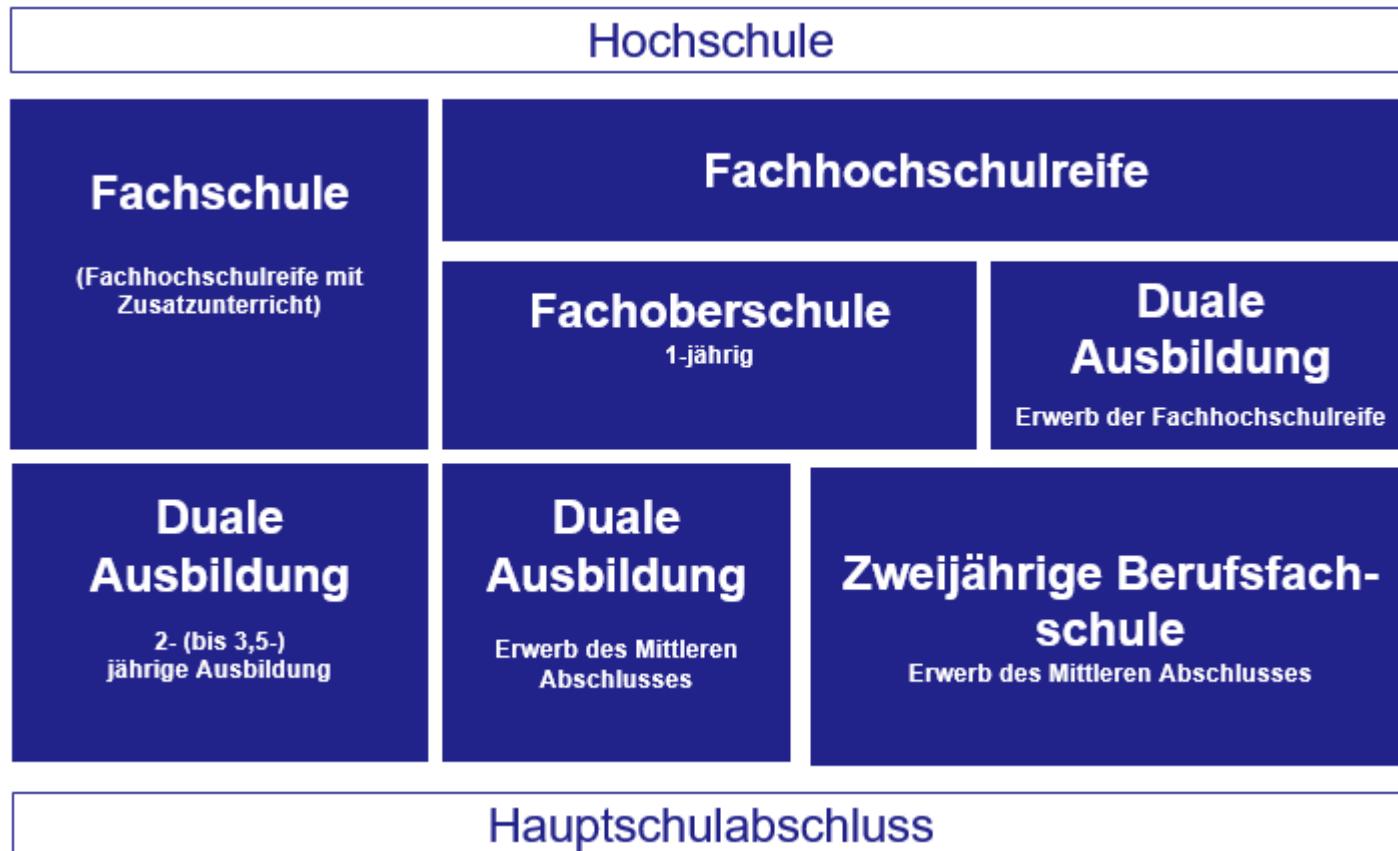 Hochschule
Fachschule
(Fachhochschulreife mit
Zusatzunterricht)
Fachhochschulreife
Fachoberschule
1-jährig
Duale
Ausbildung
Erwerb der Fachhochschulreife
Duale
Ausbildung
2- (bis 3,5-)
jährige Ausbildung
Duale
Ausbildung
Erwerb des Mittleren
Abschlusses
Zweijährige Berufsfach-
schule
Erwerb des Mittleren Abschlusses
Hauptschulabschluss